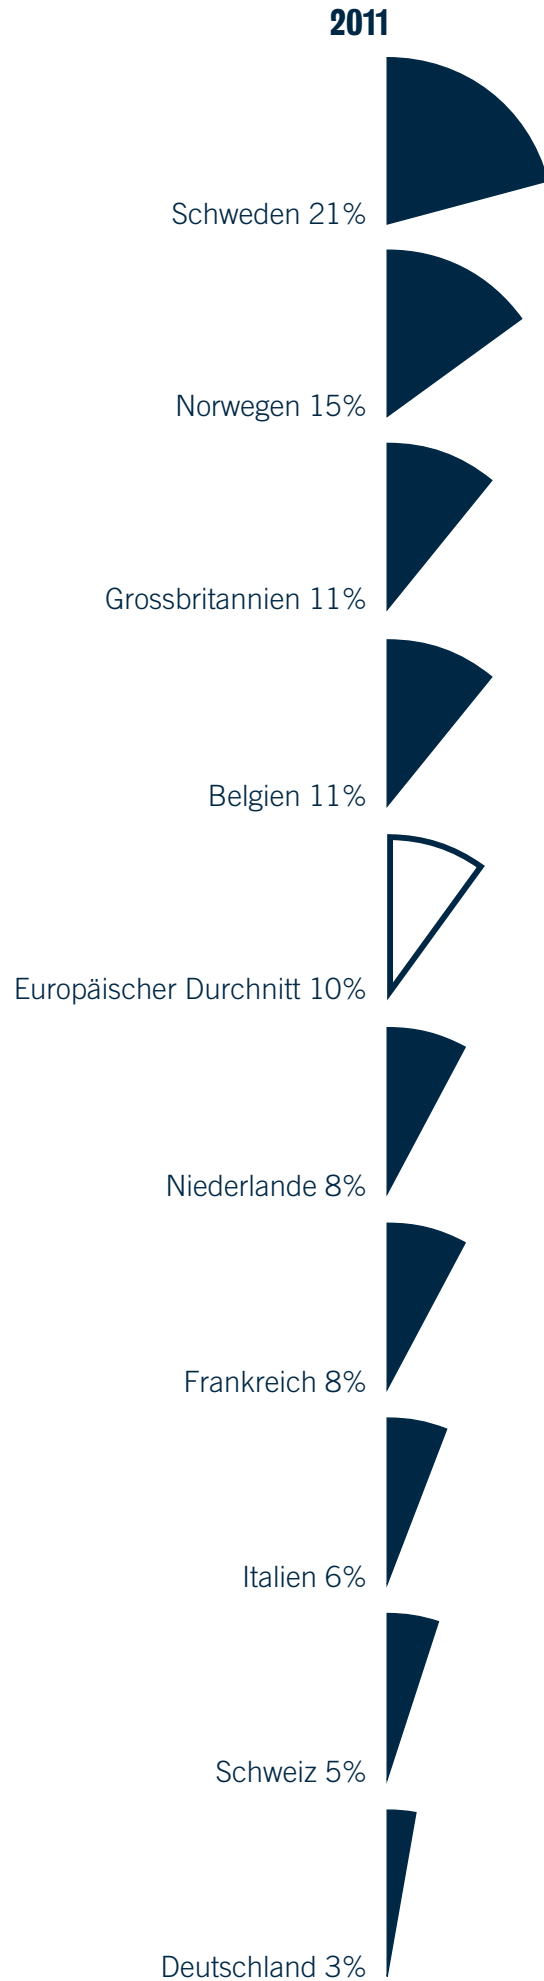 2011
Schweden 21%
Norwegen 15%
Grossbritannien 11%
Belgien 11%
Europäischer Durchnitt 10%
Niederlande 8%
Frankreich 8%
Italien 6%
Schweiz 5%
Deutschland 3%